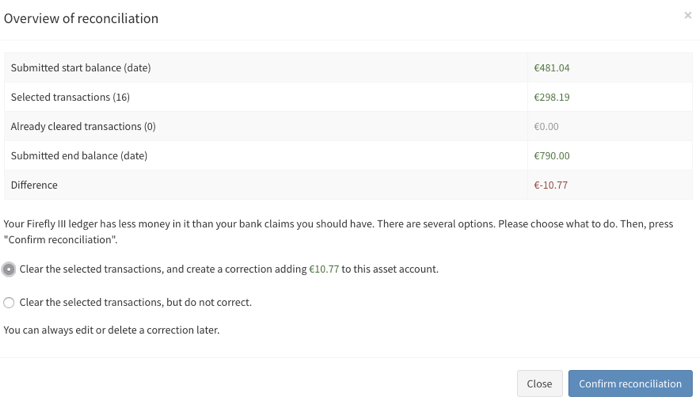 Overview of reconciliation
×
Submitted start balance (date) €481.04
Selected transactions (16) €298.19
Already cleared transactions (0) €0.00
Submitted end balance (date) €790.00
Difference €-10.77
Your Firefly III ledger has less money in it than your bank claims you should have. There are several options. Please choose what to do. Then, press
"Confirm reconciliation".
Clear the selected transactions, and create a correction adding €10.77 to this asset account.
Clear the selected transactions, but do not correct.
You can always edit or delete a correction later.
Close Confirm reconciliation